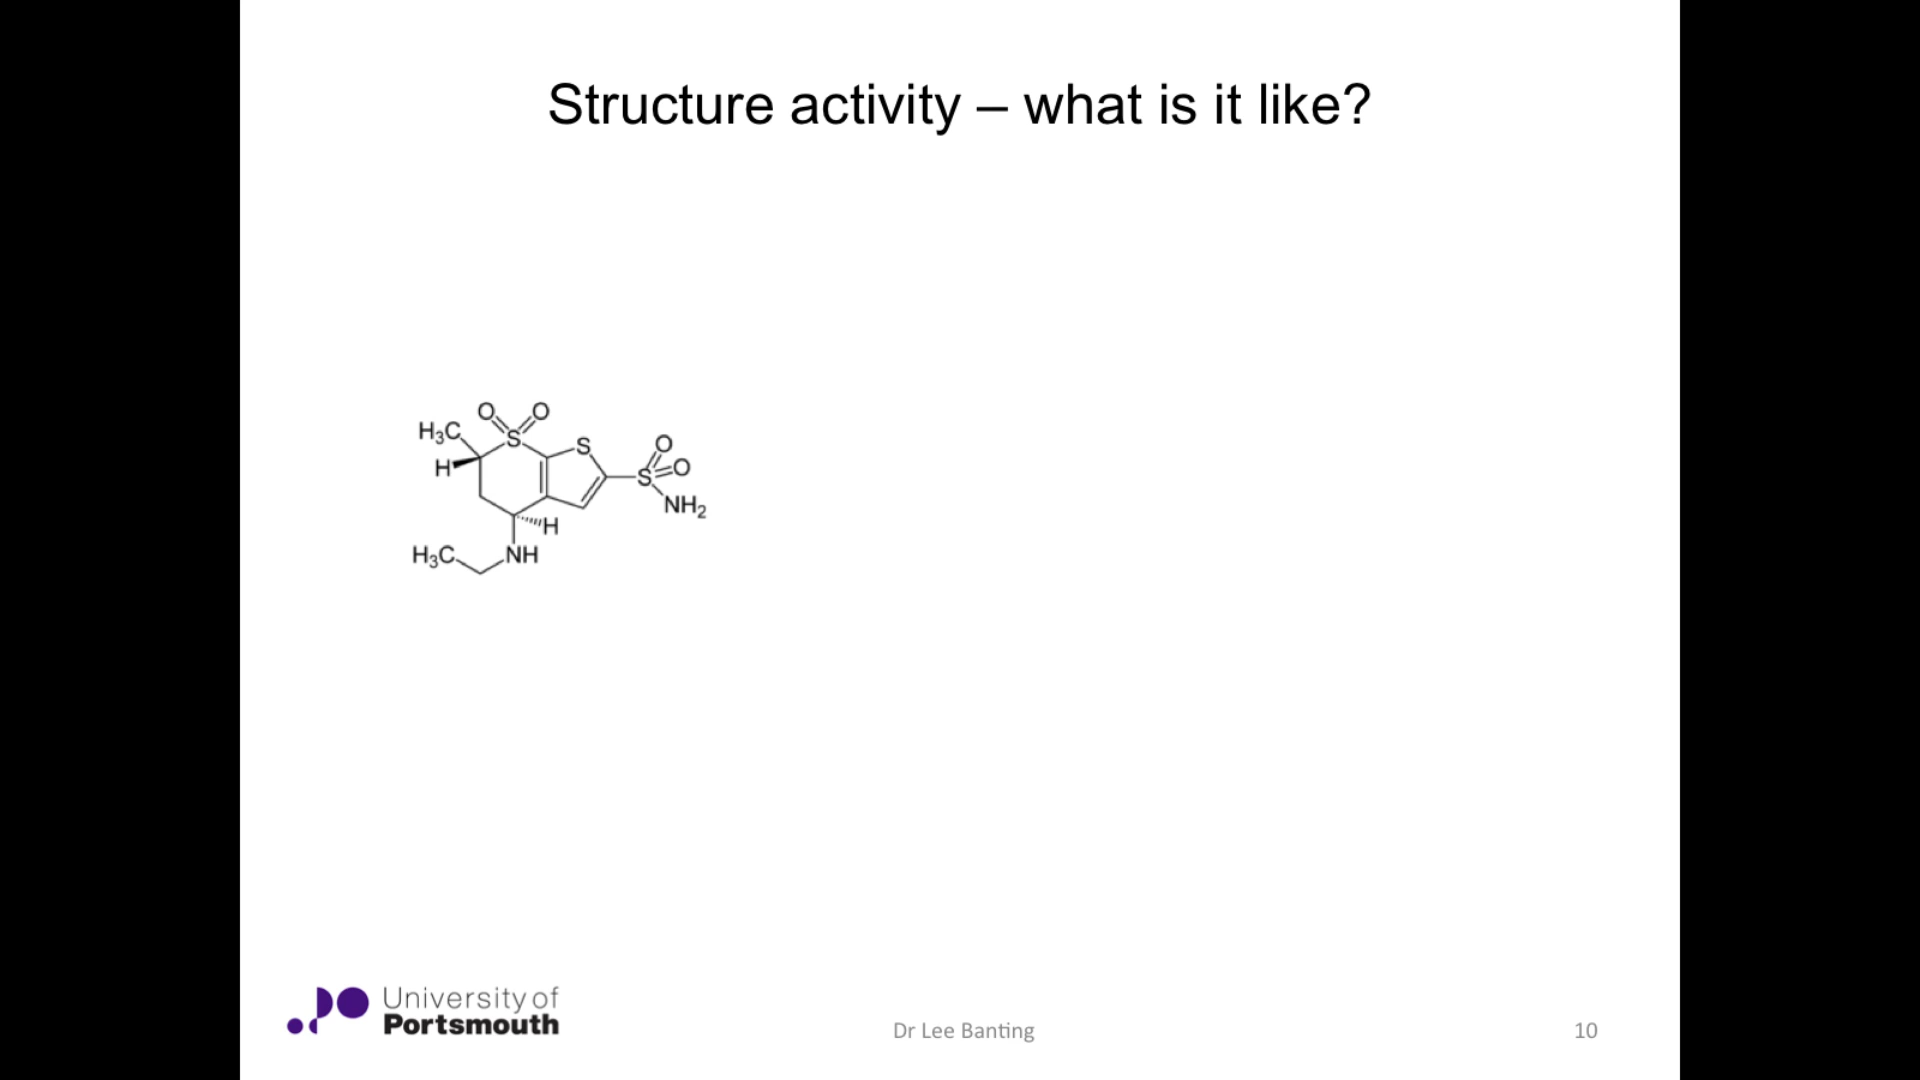 Structure activity – what is it like?
O O
H₃C S S O
H S O
NH₂
H
H₃C NH
University of
Portsmouth
Dr Lee Banting
10